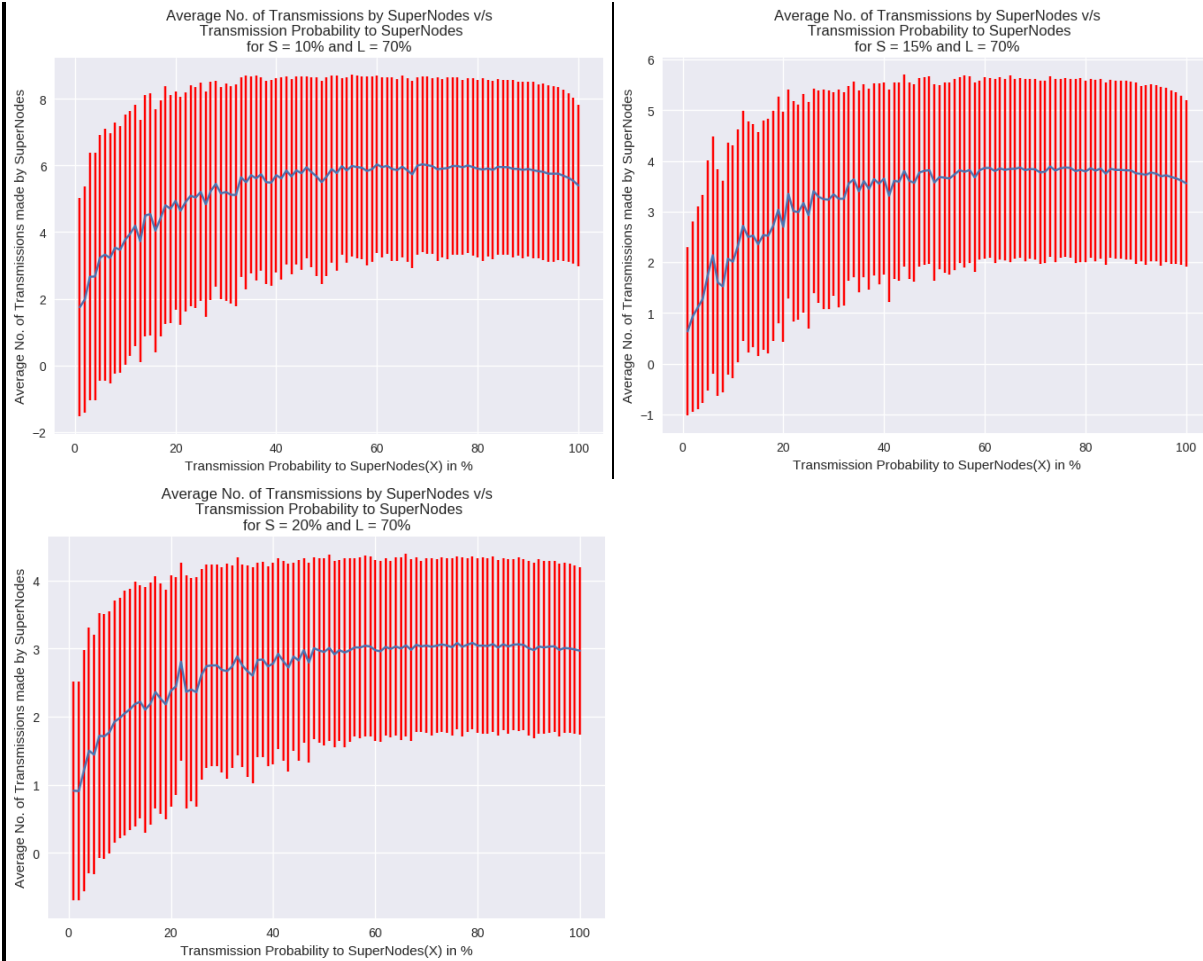 Average No. of Transmissions by SuperNodes v/s
Transmission Probability to SuperNodes
for S = 10% and L = 70%
Average No. of Transmissions made by SuperNodes
8
6
4
2
0
−2
0 20 40 60 80 100
Transmission Probability to SuperNodes(X) in %
Average No. of Transmissions by SuperNodes v/s
Transmission Probability to SuperNodes
for S = 15% and L = 70%
Average No. of Transmissions made by SuperNodes
6
5
4
3
2
1
0
−1
0 20 40 60 80 100
Transmission Probability to SuperNodes(X) in %
Average No. of Transmissions by SuperNodes v/s
Transmission Probability to SuperNodes
for S = 20% and L = 70%
Average No. of Transmissions made by SuperNodes
4
3
2
1
0
0 20 40 60 80 100
Transmission Probability to SuperNodes(X) in %